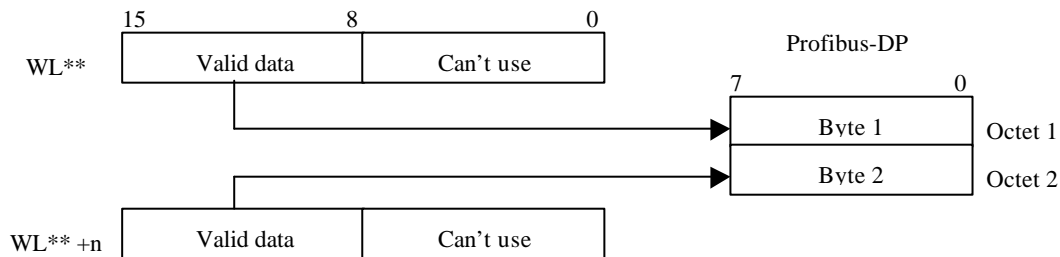 15 8 0
WL** Valid data Can't use
Profibus-DP
7 0
Byte 1 Octet 1
Byte 2 Octet 2
WL** +n Valid data Can't use